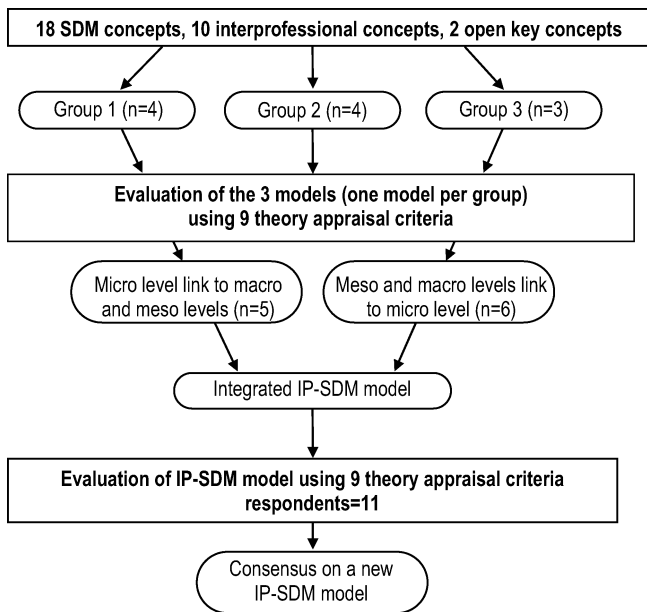 18 SDM concepts, 10 interprofessional concepts, 2 open key concepts
Group 1 (n=4)
Group 2 (n=4)
Group 3 (n=3)
Evaluation of the 3 models (one model per group)
using 9 theory appraisal criteria
Micro level link to macro
and meso levels (n=5)
Meso and macro levels link
to micro level (n=6)
Integrated IP-SDM model
Evaluation of IP-SDM model using 9 theory appraisal criteria
respondents=11
Consensus on a new
IP-SDM model